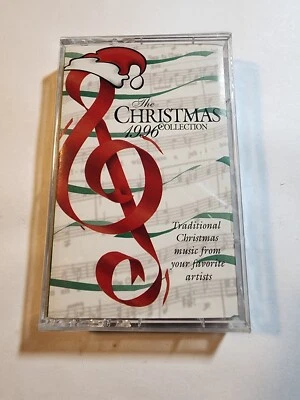 The
CHRISTMAS
1996 COLLECTION
Traditional
Christmas
music from
your favorite
artists